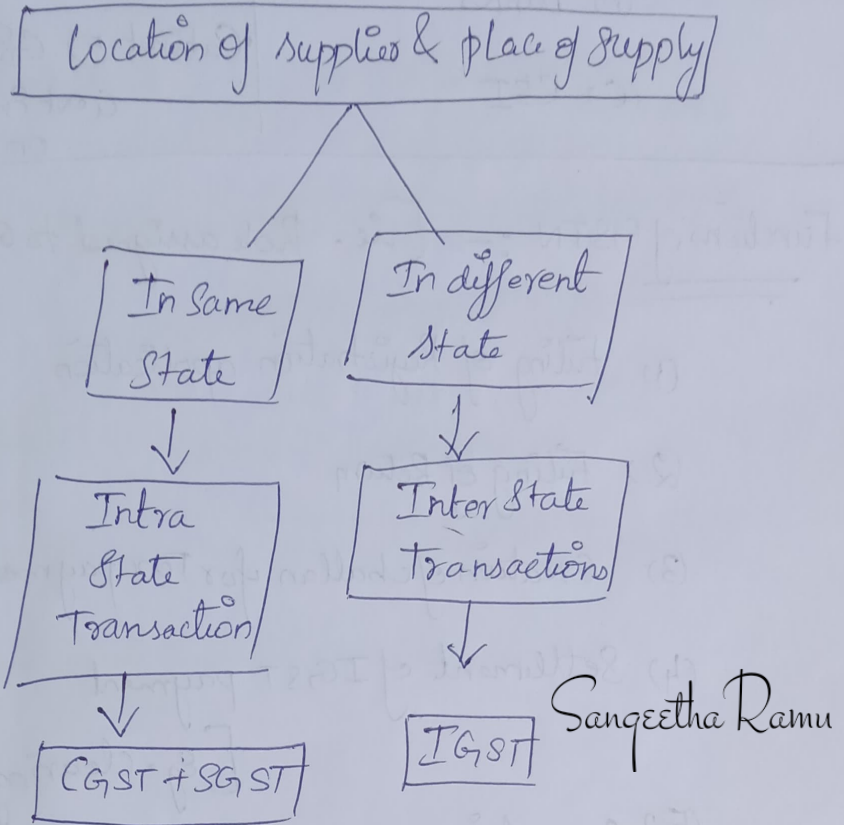 Location of supplier & place of supply
In Same
State
In different
State
Intra
State
Transaction
Inter State
Transactions
CGST + SGST
IGST
Sangeetha Ramu